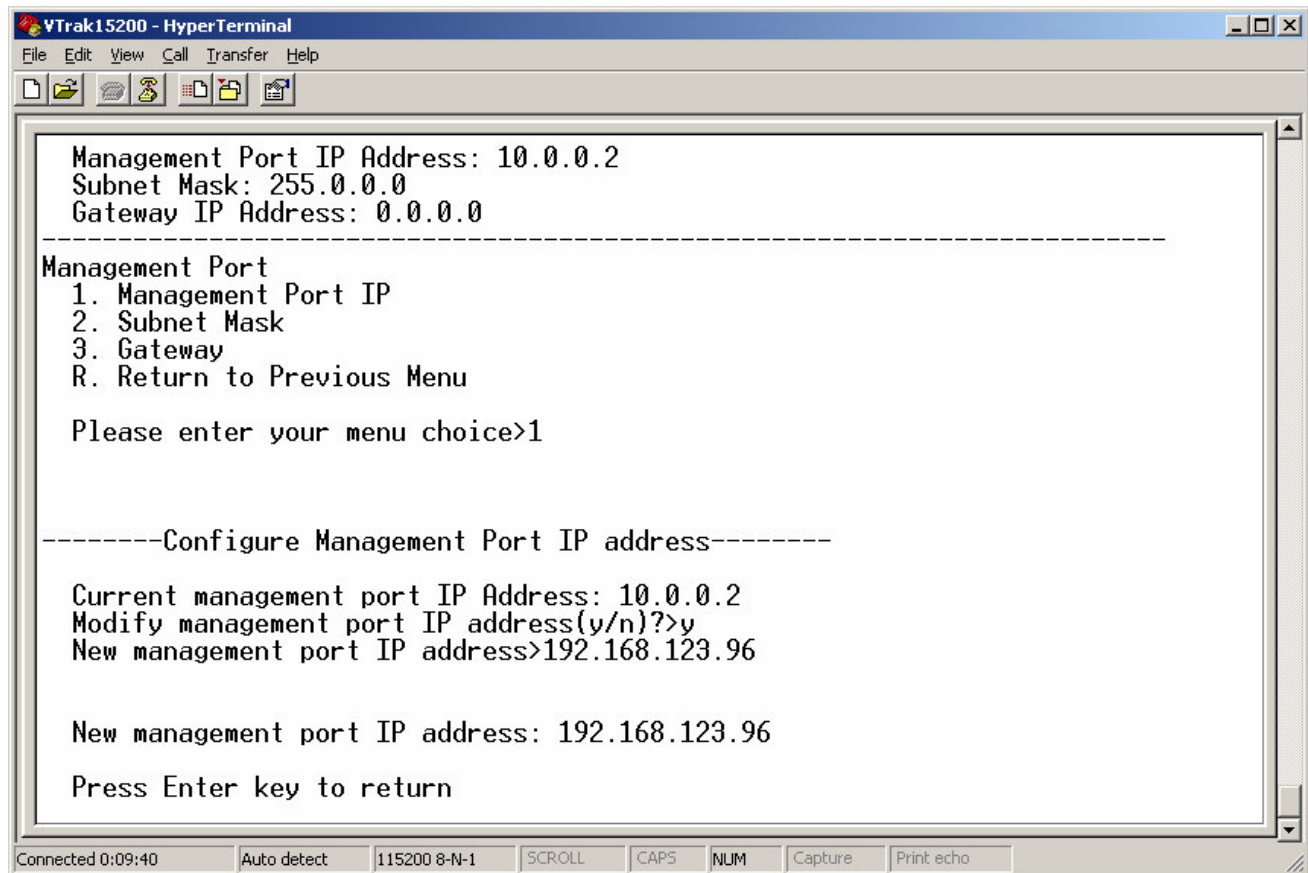 VTrak15200 - HyperTerminal
File Edit View Call Transfer Help
Management Port IP Address: 10.0.0.2
Subnet Mask: 255.0.0.0
Gateway IP Address: 0.0.0.0
--------------------------------------------------------------------------
Management Port
1. Management Port IP
2. Subnet Mask
3. Gateway
R. Return to Previous Menu
Please enter your menu choice>1
--------Configure Management Port IP address--------
Current management port IP Address: 10.0.0.2
Modify management port IP address(y/n)?>y
New management port IP address>192.168.123.96
New management port IP address: 192.168.123.96
Press Enter key to return
Connected 0:09:40 Auto detect 115200 8-N-1 SCROLL CAPS NUM Capture Print echo